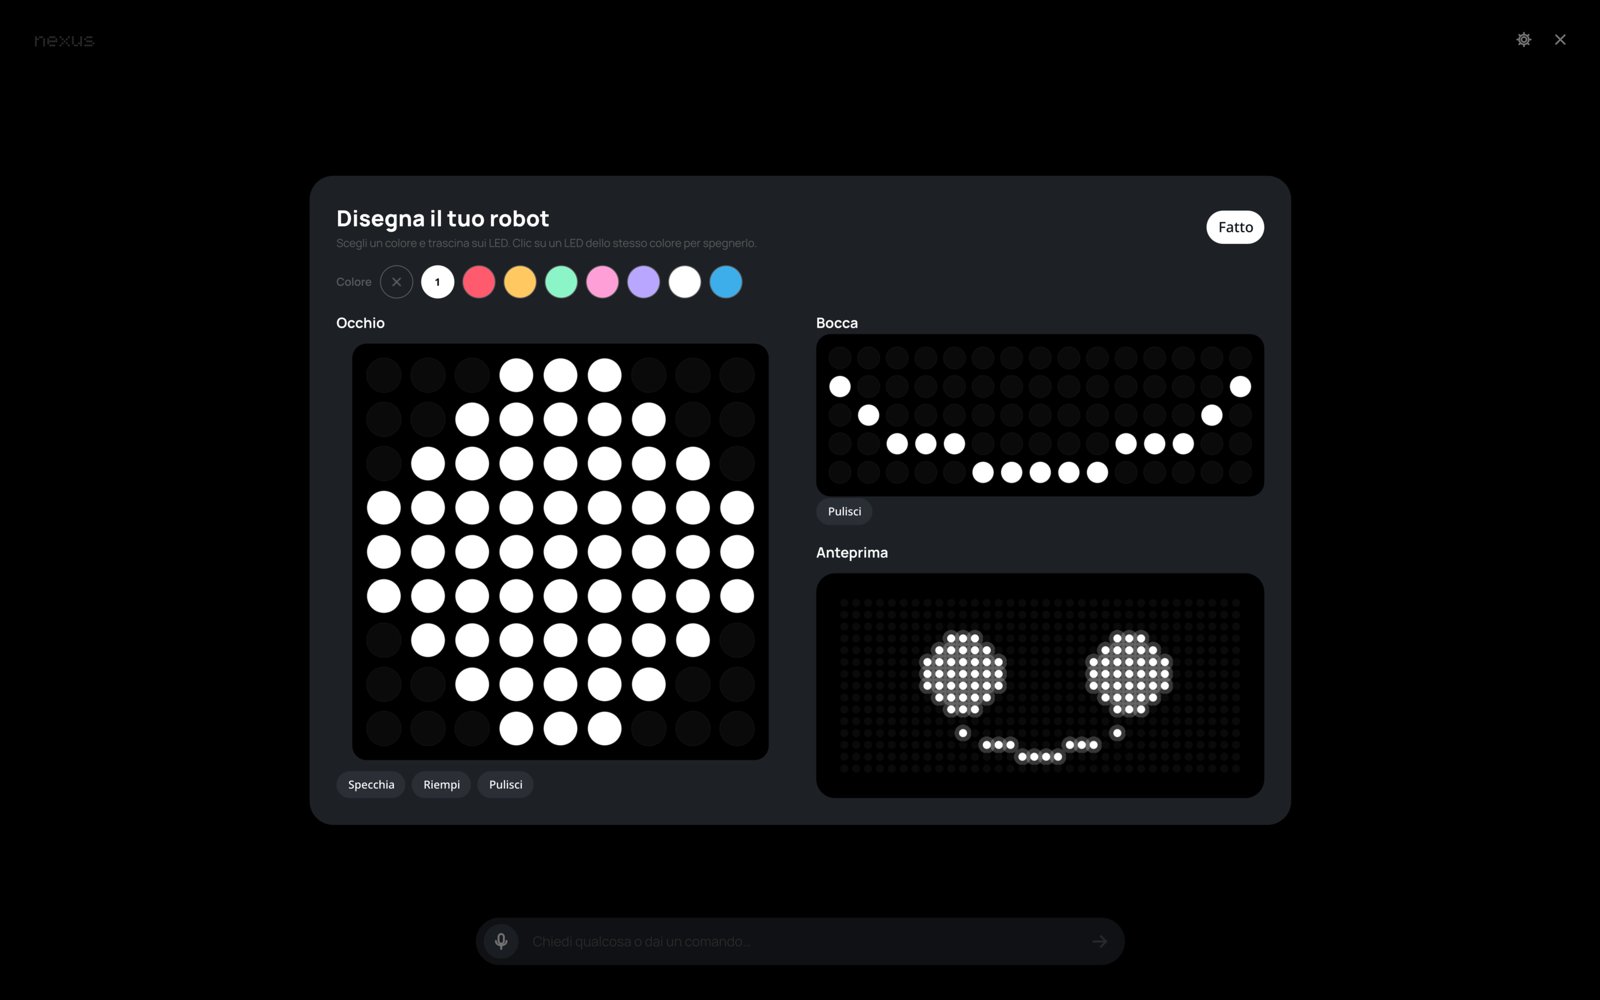 nexus
Disegna il tuo robot
Scegli un colore e trascina sui LED. Clic su un LED dello stesso colore per spegnerlo.
Fatto
Colore
1
Occhio
Bocca
Pulisci
Anteprima
Specchia
Riempi
Pulisci
Chiedi qualcosa o dai un comando...